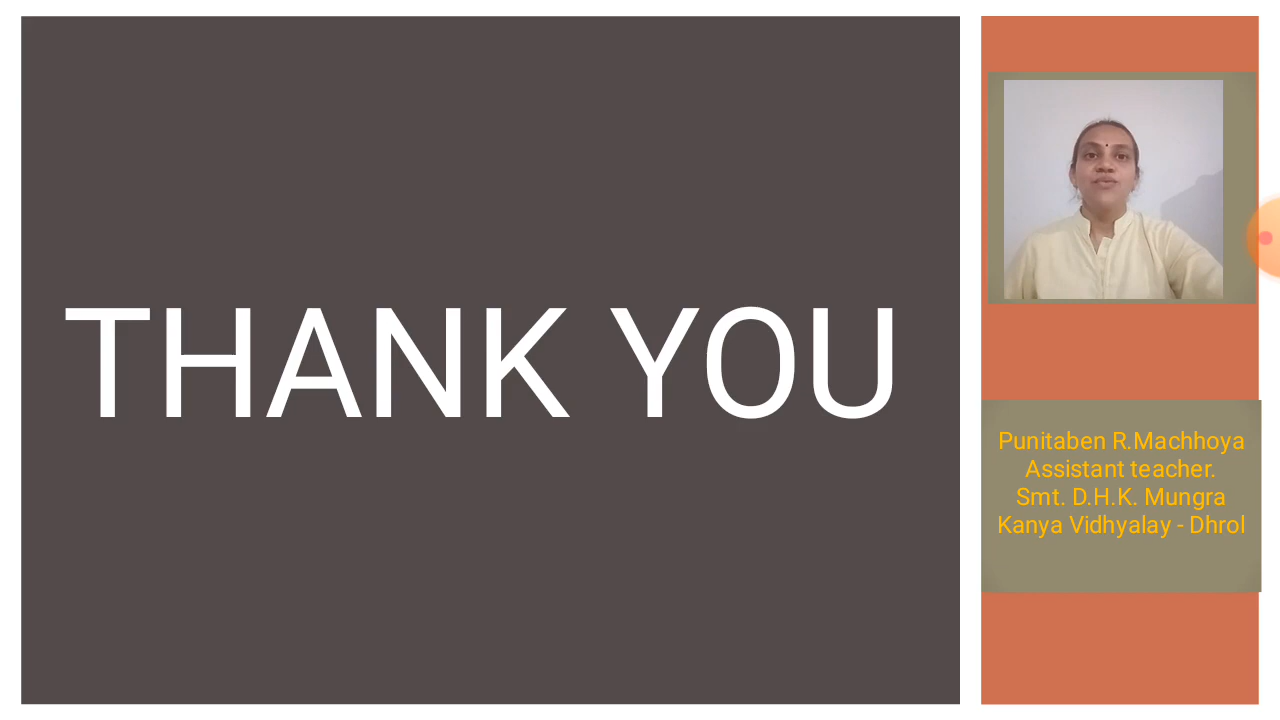 THANK YOU
Punitaben R.Machhoya
Assistant teacher.
Smt. D.H.K. Mungra
Kanya Vidhyalay - Dhrol